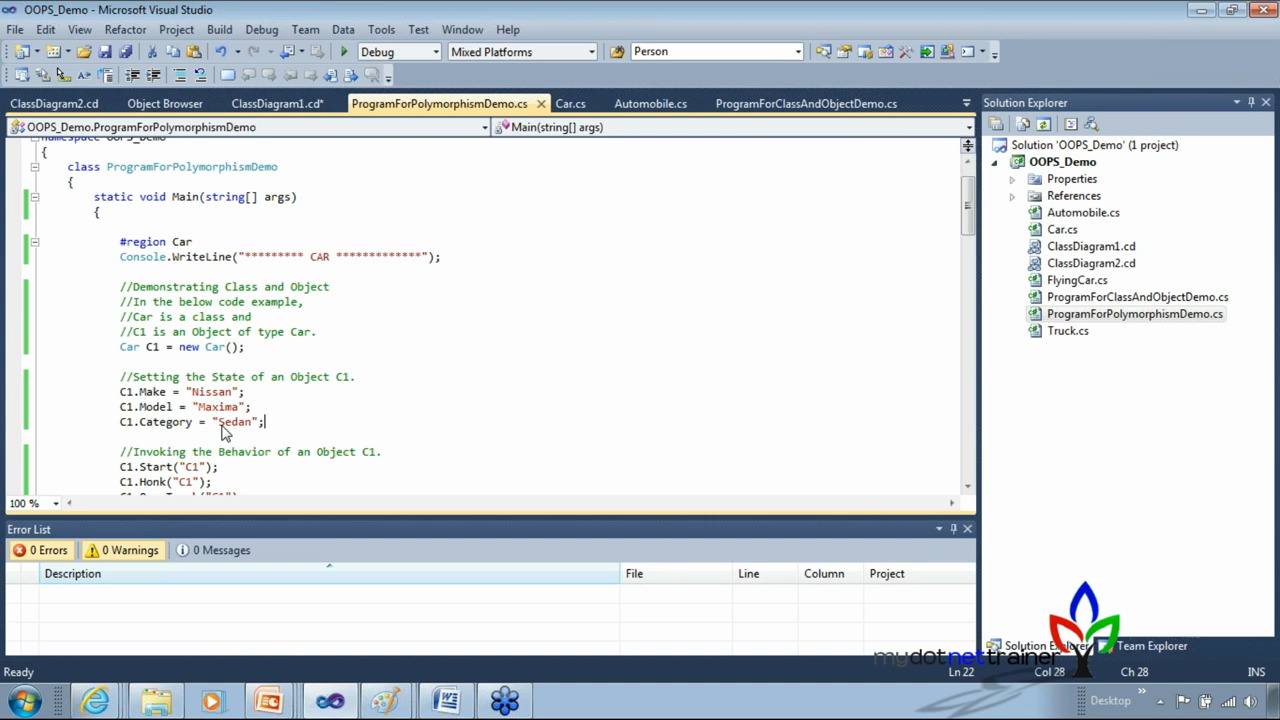 OOPS_Demo - Microsoft Visual Studio
File Edit View Refactor Project Build Debug Team Data Tools Test Window Help
Debug Mixed Platforms Person
ClassDiagram2.cd Object Browser ClassDiagram1.cd* ProgramForPolymorphismDemo.cs Car.cs Automobile.cs ProgramForClassAndObjectDemo.cs
OOPS_Demo.ProgramForPolymorphismDemo Main(string[] args)
namespace OOPS_Demo
{
class ProgramForPolymorphismDemo
{
static void Main(string[] args)
{
#region Car
Console.WriteLine("********* CAR *************");
//Demonstrating Class and Object
//In the below code example,
//Car is a class and
//C1 is an Object of type Car.
Car C1 = new Car();
//Setting the State of an Object C1.
C1.Make = "Nissan";
C1.Model = "Maxima";
C1.Category = "Sedan";
//Invoking the Behavior of an Object C1.
C1.Start("C1");
C1.Honk("C1");
100 %
Error List
0 Errors 0 Warnings 0 Messages
Description File Line Column Project
Solution Explorer
Solution 'OOPS_Demo' (1 project)
OOPS_Demo
Properties
References
Automobile.cs
Car.cs
ClassDiagram1.cd
ClassDiagram2.cd
FlyingCar.cs
ProgramForClassAndObjectDemo.cs
ProgramForPolymorphismDemo.cs
Truck.cs
Solution Explorer Team Explorer
mydotnettrainer
Ready Ln 22 Col 28 Ch 28 INS
Desktop